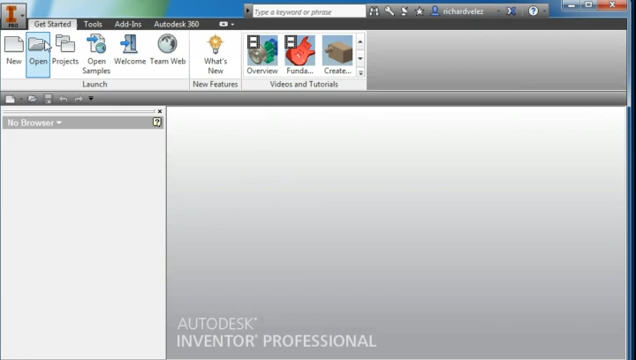 PRO
Get Started
Tools
Add-Ins
Autodesk 360
Type a keyword or phrase
richardvelez
New
Open
Projects
Open Samples
Welcome
Team Web
What's New
Overview
Funda...
Create...
Launch
New Features
Videos and Tutorials
No Browser
AUTODESK®
INVENTOR® PROFESSIONAL